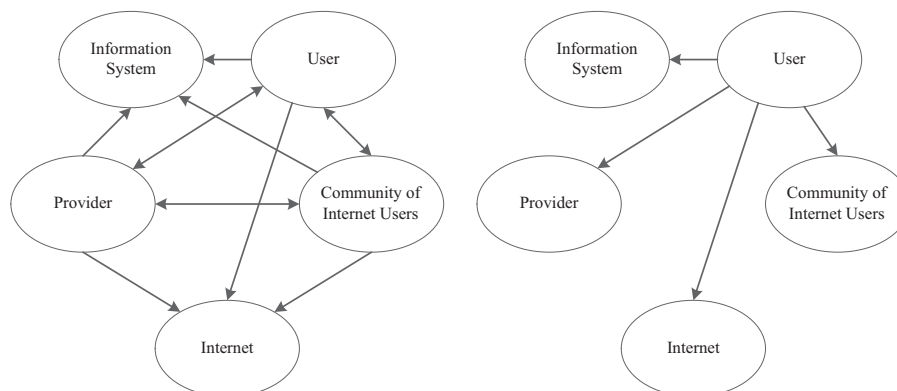 Information
System
User
Provider
Community of
Internet Users
Internet
Information
System
User
Provider
Community of
Internet Users
Internet